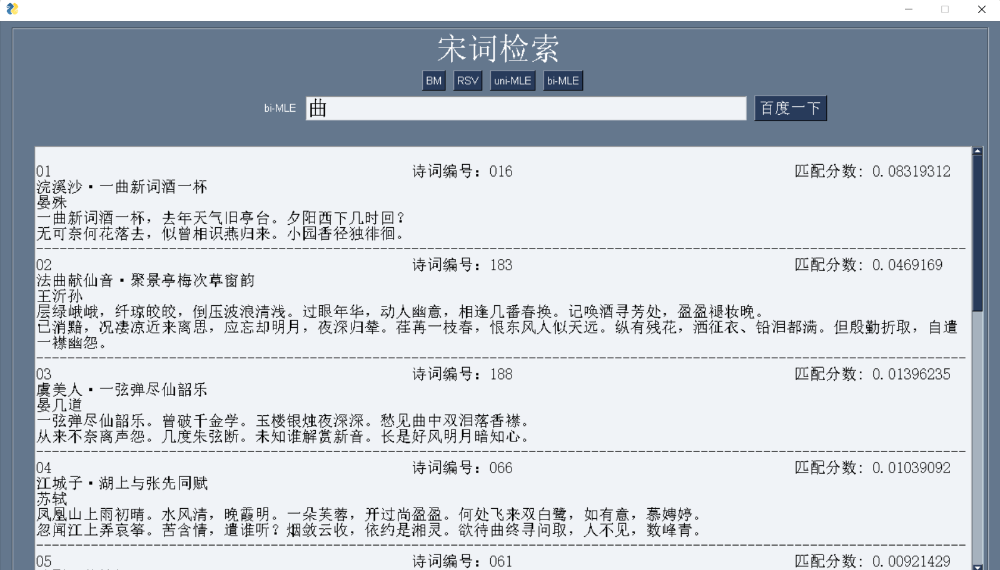 宋词检索
BM RSV uni-MLE bi-MLE
bi-MLE 曲 百度一下
01 诗词编号：016 匹配分数：0.08319312
浣溪沙·一曲新词酒一杯
晏殊
一曲新词酒一杯，去年天气旧亭台。夕阳西下几时回？
无可奈何花落去，似曾相识燕归来。小园香径独徘徊。
--------------------------------------------------------------------------------
02 诗词编号：183 匹配分数：0.0469169
法曲献仙音·聚景亭梅次草窗韵
王沂孙
层绿峨峨，纤琼皎皎，倒压波浪清浅。过眼年华，动人幽意，相逢几番春换。记唤酒寻芳处，盈盈褪妆晚。
已消黯，况凄凉近来离思，应忘却明月，夜深归辇。荏苒一枝春，恨东风人似天远。纵有残花，洒征衣、铅泪都满。但殷勤折取，自遣
一襟幽怨。
--------------------------------------------------------------------------------
03 诗词编号：188 匹配分数：0.01396235
虞美人·一弦弹尽仙韶乐
晏几道
一弦弹尽仙韶乐。曾破千金学。玉楼银烛夜深深。愁见曲中双泪落香襟。
从来不奈离声怨。几度朱弦断。未知谁解赏新音。长是好风明月暗知心。
--------------------------------------------------------------------------------
04 诗词编号：066 匹配分数：0.01039092
江城子·湖上与张先同赋
苏轼
凤凰山上雨初晴。水风清，晚霞明。一朵芙蓉，开过尚盈盈。何处飞来双白鹭，如有意，慕娉婷。
忽闻江上弄哀筝。苦含情，遣谁听？烟敛云收，依约是湘灵。欲待曲终寻问取，人不见，数峰青。
--------------------------------------------------------------------------------
05 诗词编号：061 匹配分数：0.00921429